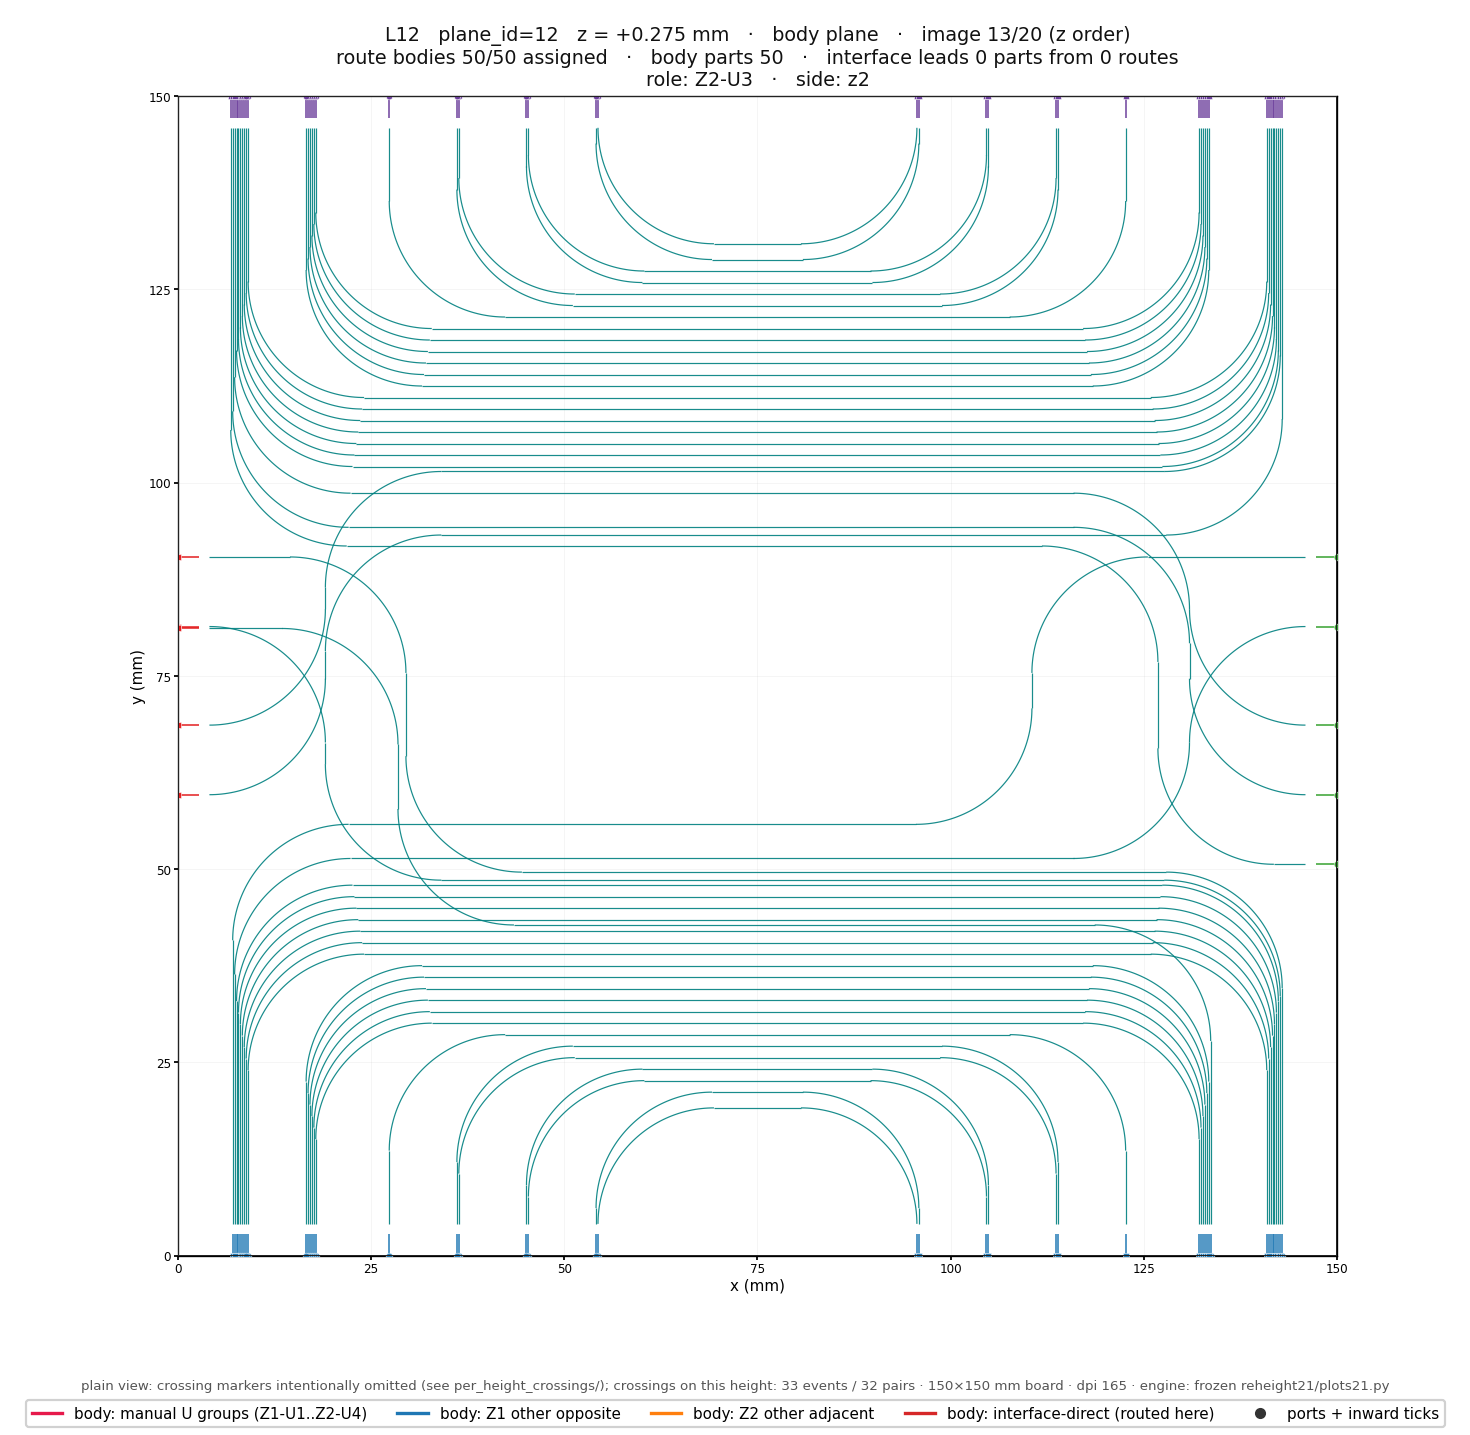 L12   plane_id=12   z = +0.275 mm   ·   body plane   ·   image 13/20 (z order)
route bodies 50/50 assigned   ·   body parts 50   ·   interface leads 0 parts from 0 routes
role: Z2-U3   ·   side: z2
150
125
100
75
50
25
0
y (mm)
0 25 50 75 100 125 150
x (mm)
plain view: crossing markers intentionally omitted (see per_height_crossings/); crossings on this height: 33 events / 32 pairs · 150×150 mm board · dpi 165 · engine: frozen reheight21/plots21.py
body: manual U groups (Z1-U1..Z2-U4) body: Z1 other opposite body: Z2 other adjacent body: interface-direct (routed here) ports + inward ticks